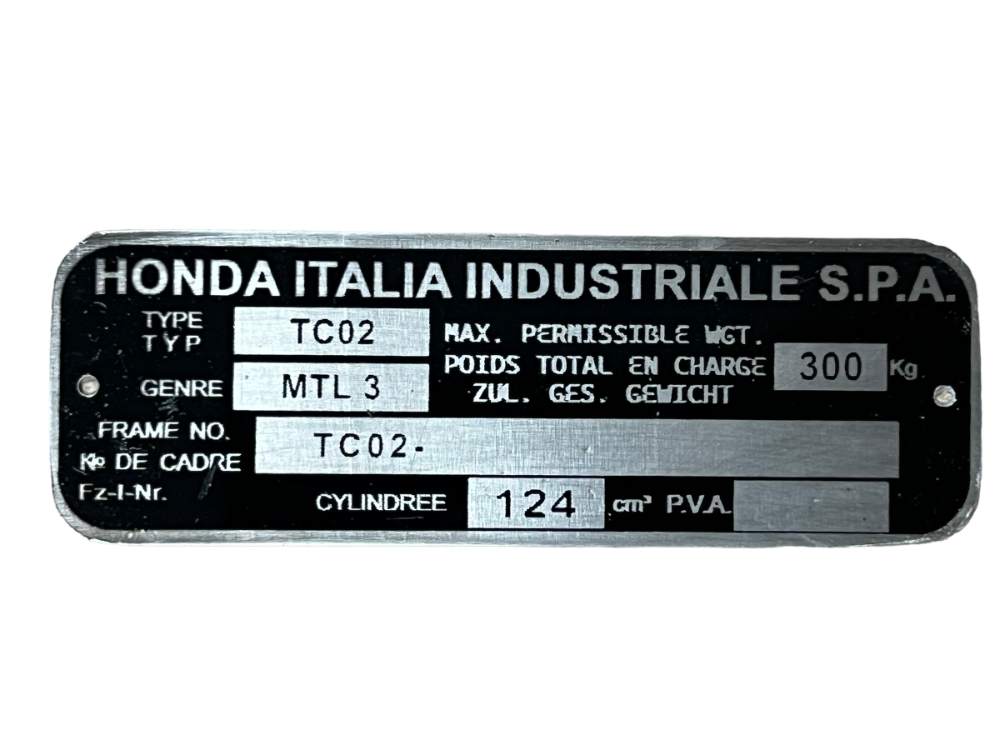 HONDA ITALIA INDUSTRIALE S.P.A.
TYPE
TYP
TC02
MAX. PERMISSIBLE WGT.
POIDS TOTAL EN CHARGE
ZUL. GES. GEWICHT
300 Kg
GENRE MTL 3
FRAME NO.
DE CADRE
Fz-I-Nr.
TC02-
CYLINDREE 124 cm³ P.V.A.